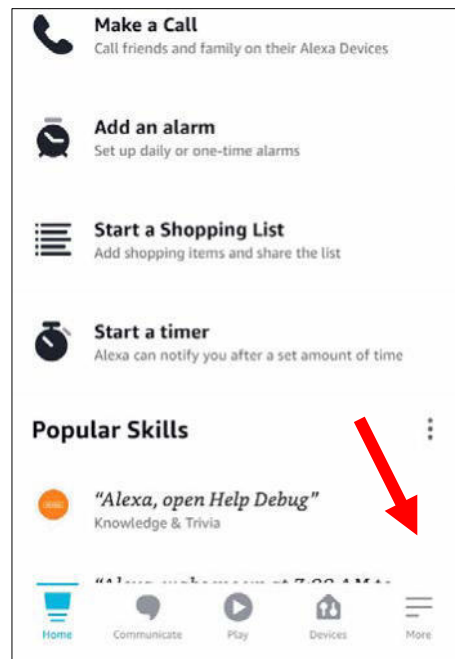 Make a Call
Call friends and family on their Alexa Devices
Add an alarm
Set up daily or one-time alarms
Start a Shopping List
Add shopping items and share the list
Start a timer
Alexa can notify you after a set amount of time
Popular Skills
“Alexa, open Help Debug”
Knowledge & Trivia
Home Communicate Play Devices More